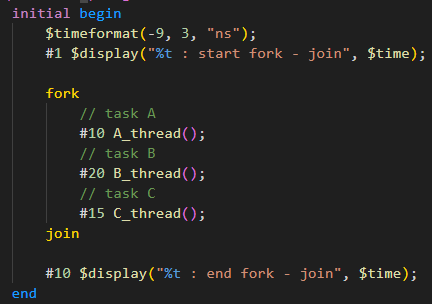 initial begin
    $timeformat(-9, 3, "ns");
    #1 $display("%t : start fork - join", $time);

    fork
        // task A
        #10 A_thread();
        // task B
        #20 B_thread();
        // task C
        #15 C_thread();
    join

    #10 $display("%t : end fork - join", $time);
end